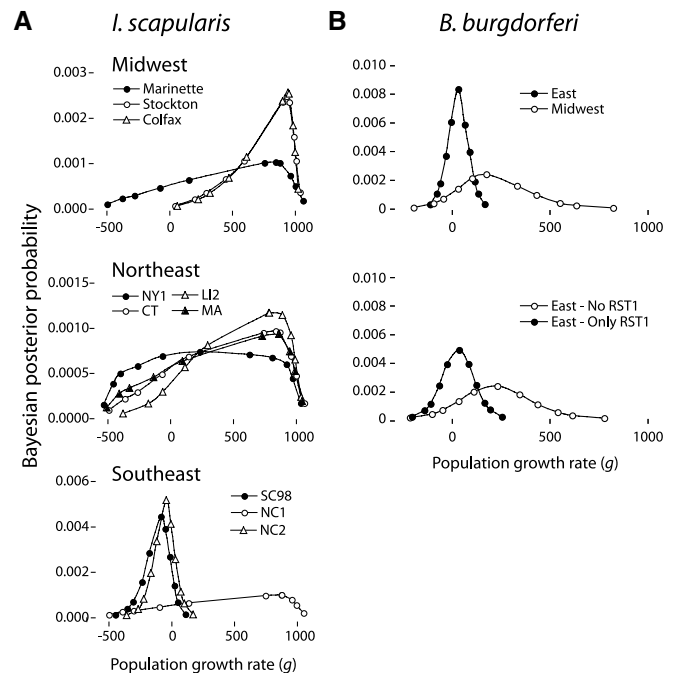 A I. scapularis
Midwest
Marinette
Stockton
Colfax
0.003
0.002
0.001
0.000
-500 0 500 1000
Northeast
NY1 LI2
CT MA
0.0015
0.0010
0.0005
0.0000
-500 0 500 1000
Southeast
SC98
NC1
NC2
0.006
0.004
0.002
0.000
-500 0 500 1000
Bayesian posterior probability
Population growth rate (g)
B B. burgdorferi
East
Midwest
0.010
0.008
0.006
0.004
0.002
0
0 500 1000
East - No RST1
East - Only RST1
0.010
0.008
0.006
0.004
0.002
0
0 500 1000
Population growth rate (g)